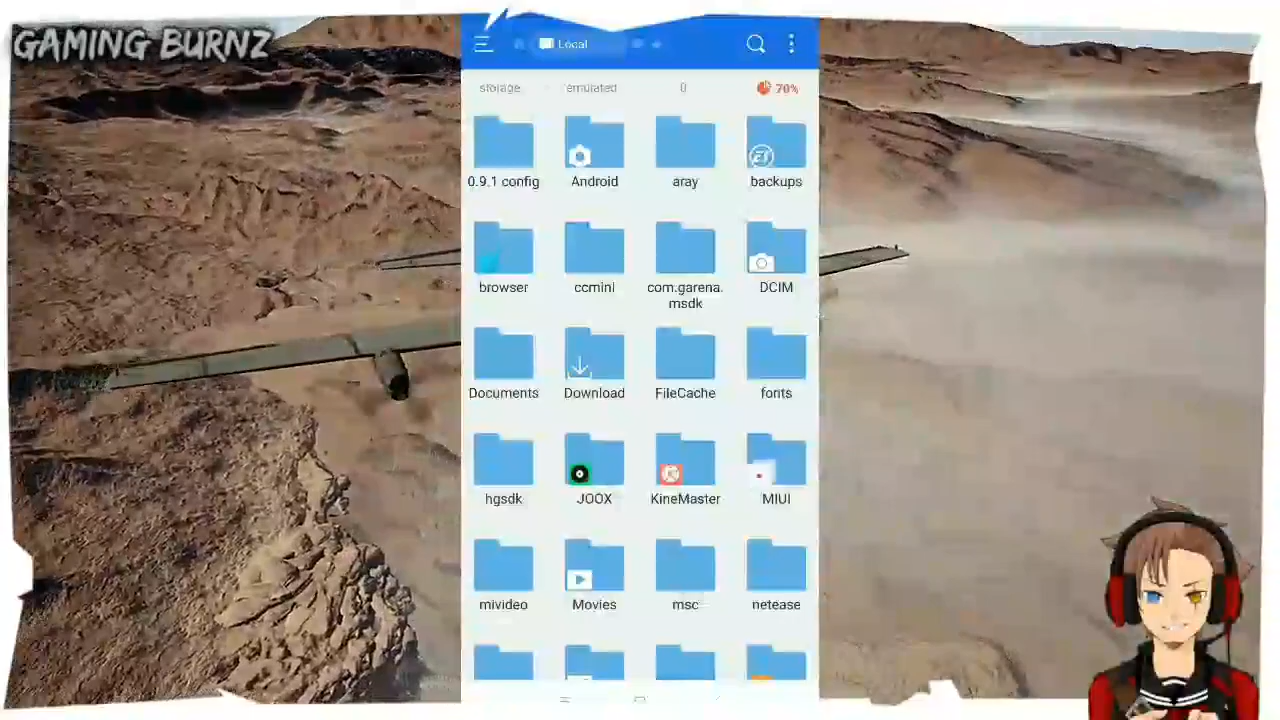 GAMING BURNZ
Local
storage emulated 0 70%
0.9.1 config Android aray backups
browser ccmini com.garena.msdk DCIM
Documents Download FileCache fonts
hgsdk JOOX KineMaster MIUI
mivideo Movies msc netease